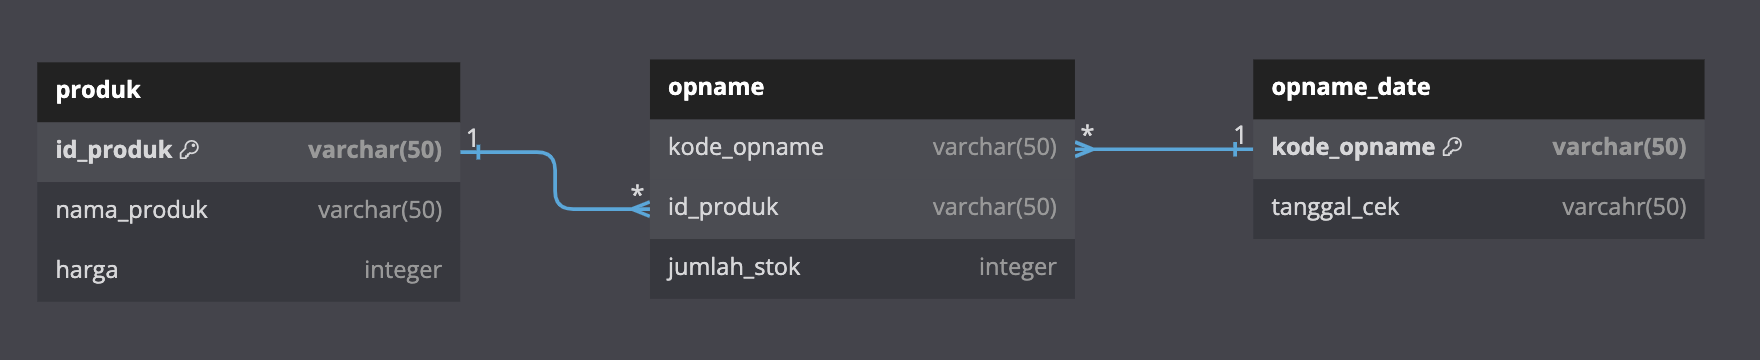 produk
id_produk varchar(50)
nama_produk varchar(50)
harga integer
1
*
opname
kode_opname varchar(50)
id_produk varchar(50)
jumlah_stok integer
*
1
opname_date
kode_opname varchar(50)
tanggal_cek varcahr(50)